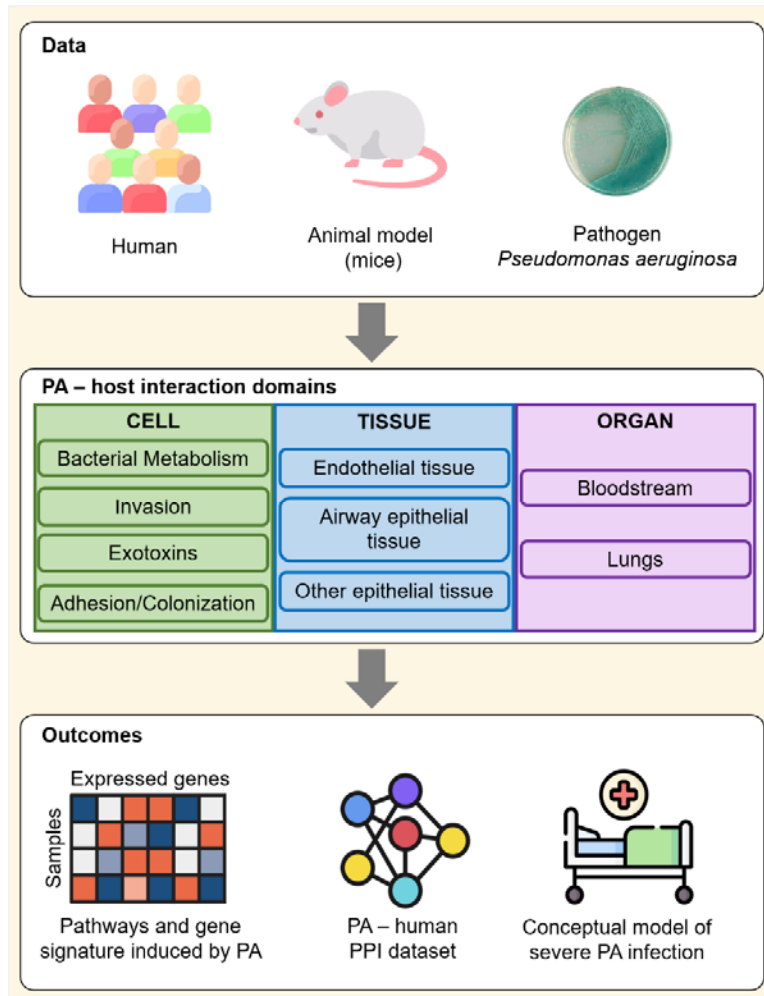 Data
Human
Animal model
(mice)
Pathogen
Pseudomonas aeruginosa
PA – host interaction domains
CELL
Bacterial Metabolism
Invasion
Exotoxins
Adhesion/Colonization
TISSUE
Endothelial tissue
Airway epithelial
tissue
Other epithelial tissue
ORGAN
Bloodstream
Lungs
Outcomes
Expressed genes
Samples
Pathways and gene
signature induced by PA
PA – human
PPI dataset
Conceptual model of
severe PA infection